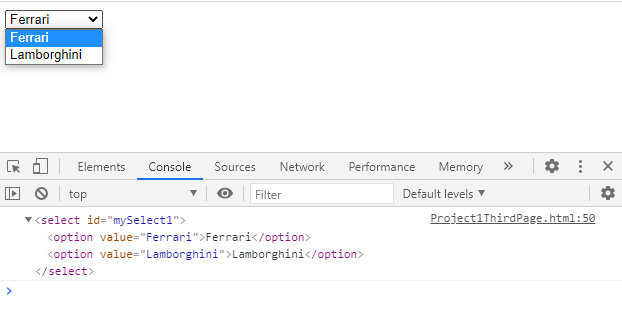 Ferrari
Ferrari
Lamborghini
Elements Console Sources Network Performance Memory »
top Filter Default levels
<select id="mySelect1"> Project1ThirdPage.html:50
<option value="Ferrari">Ferrari</option>
<option value="Lamborghini">Lamborghini</option>
</select>